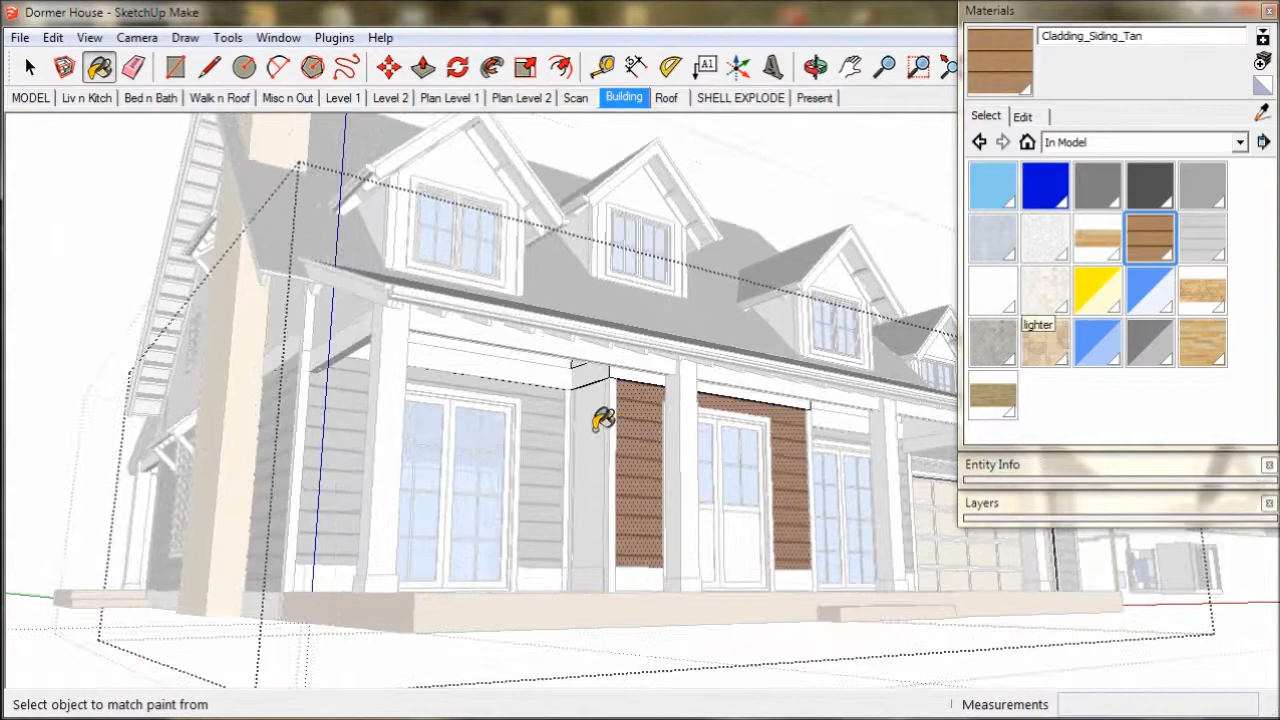 Dormer House - SketchUp Make
File Edit View Camera Draw Tools Window Plugins Help
A1
MODEL Liv n Kitch Bed n Bath Walk n Roof Misc n Out Level 1 Level 2 Plan Level 1 Plan Level 2 Scan Building Roof SHELL EXPLODE Present
Materials
Cladding_Siding_Tan
Select Edit
In Model
lighter
Entity Info
Layers
Select object to match paint from
Measurements